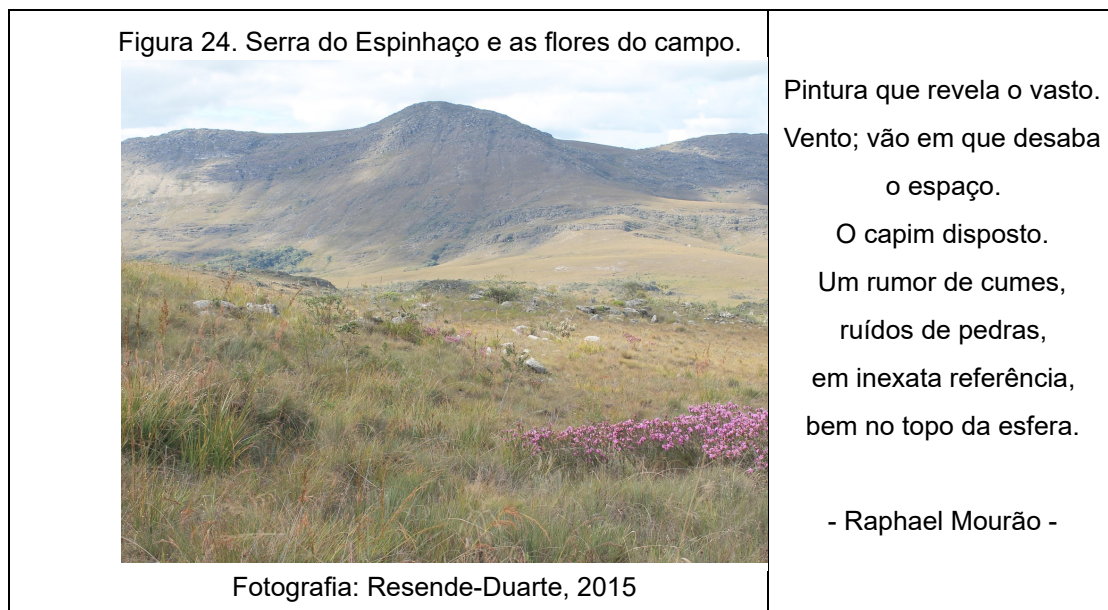 Figura 24. Serra do Espinhaço e as flores do campo.
Fotografia: Resende-Duarte, 2015
Pintura que revela o vasto.
Vento; vão em que desaba
o espaço.
O capim disposto.
Um rumor de cumes,
ruídos de pedras,
em inexata referência,
bem no topo da esfera.
- Raphael Mourão -